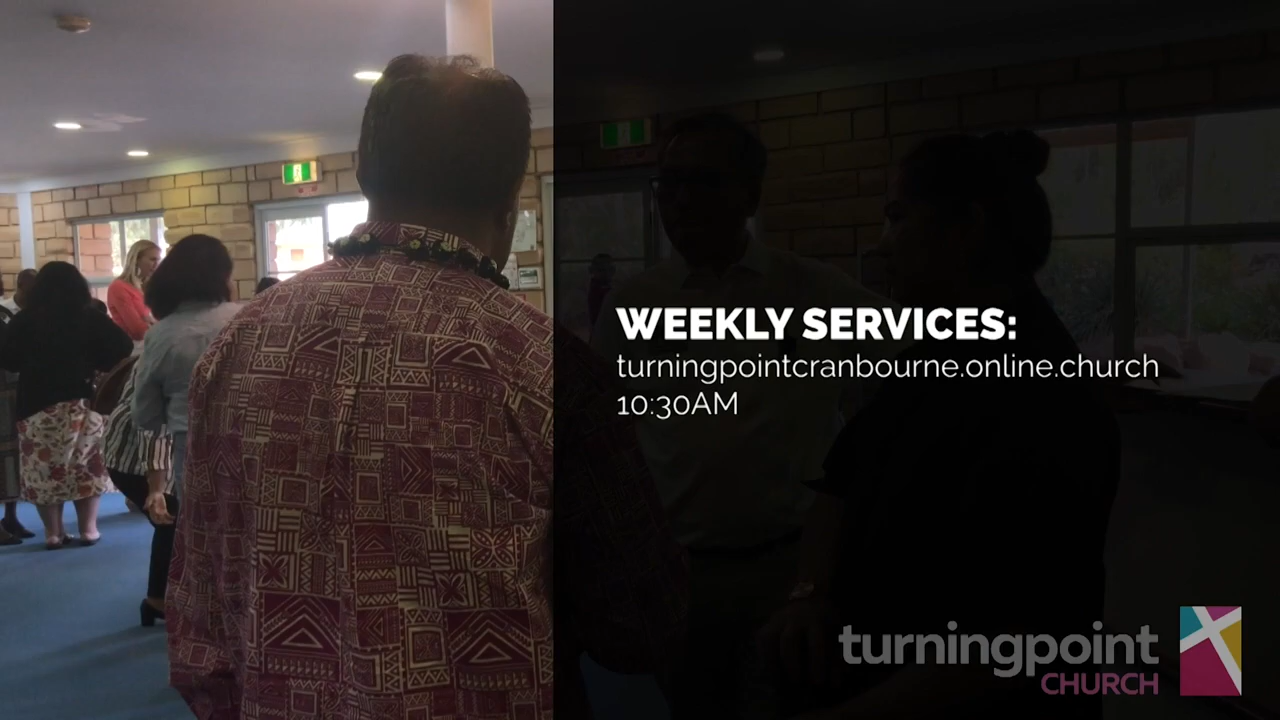 WEEKLY SERVICES:
turningpointcranbourne.online.church
10:30AM
turningpoint
CHURCH